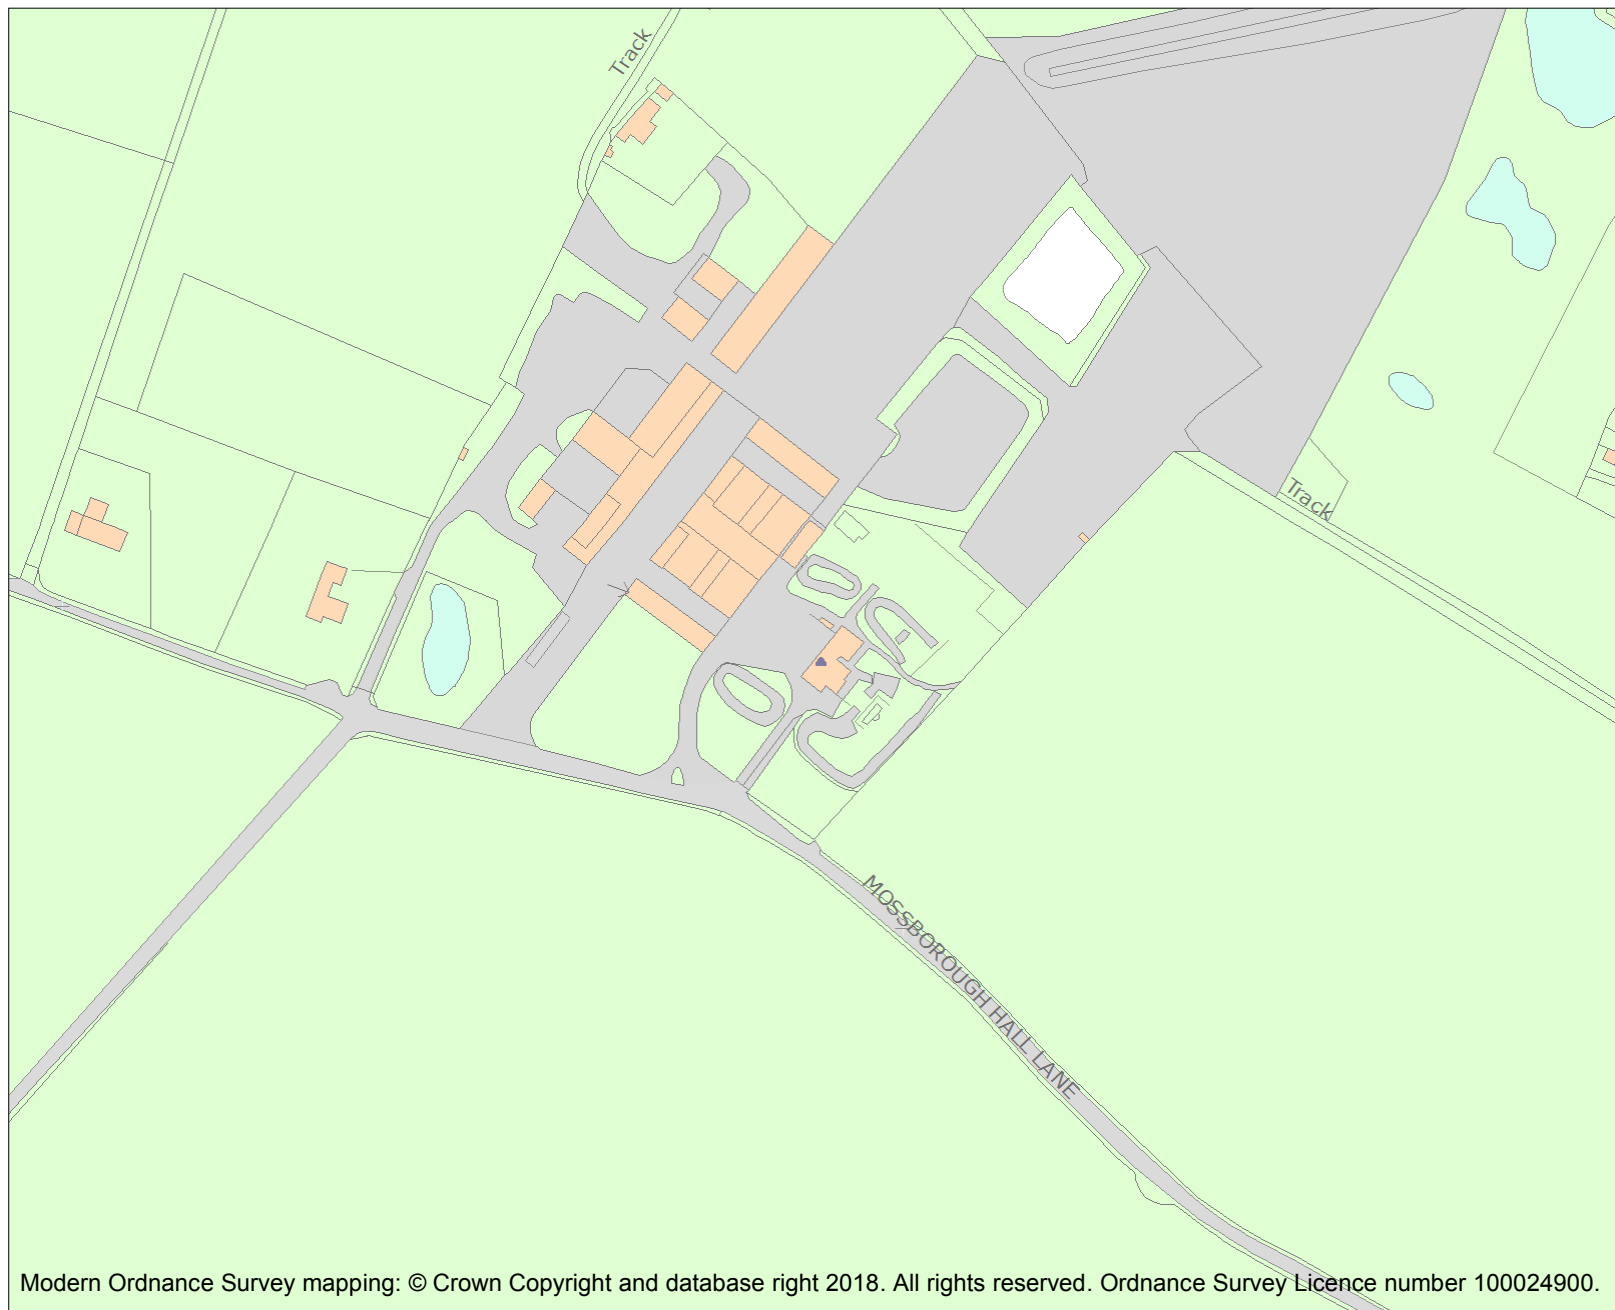 Track
Track
MOSSBOROUGH HALL LANE
Modern Ordnance Survey mapping: © Crown Copyright and database right 2018. All rights reserved. Ordnance Survey Licence number 100024900.